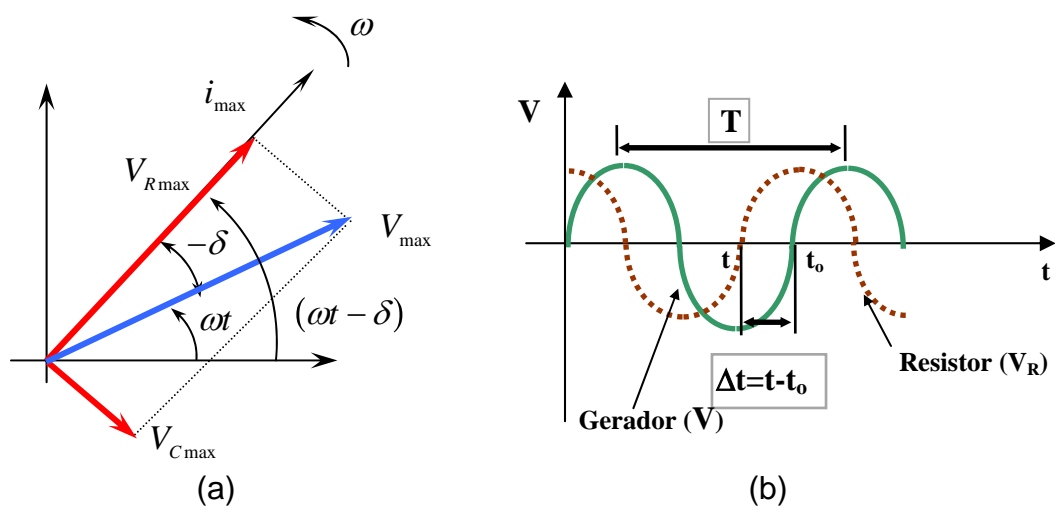 ω
i_max
V_Rmax
V_max
−δ
(ωt − δ)
ωt
V_Cmax
(a)
V
T
t
t_o
t
Δt=t-t_o
Resistor (V_R)
Gerador (V)
(b)